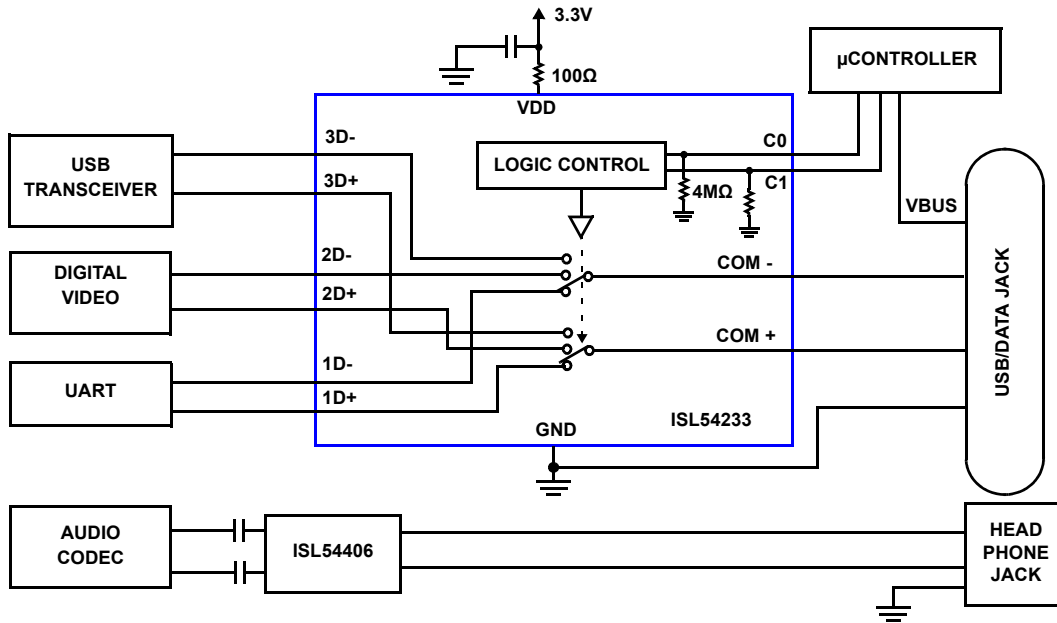 3.3V
100Ω
µCONTROLLER
VDD
3D-
LOGIC CONTROL
C0
USB
TRANSCEIVER
3D+
4MΩ
C1
VBUS
DIGITAL
VIDEO
2D-
COM -
2D+
COM +
USB/DATA JACK
UART
1D-
1D+
GND
ISL54233
AUDIO
CODEC
ISL54406
HEAD
PHONE
JACK